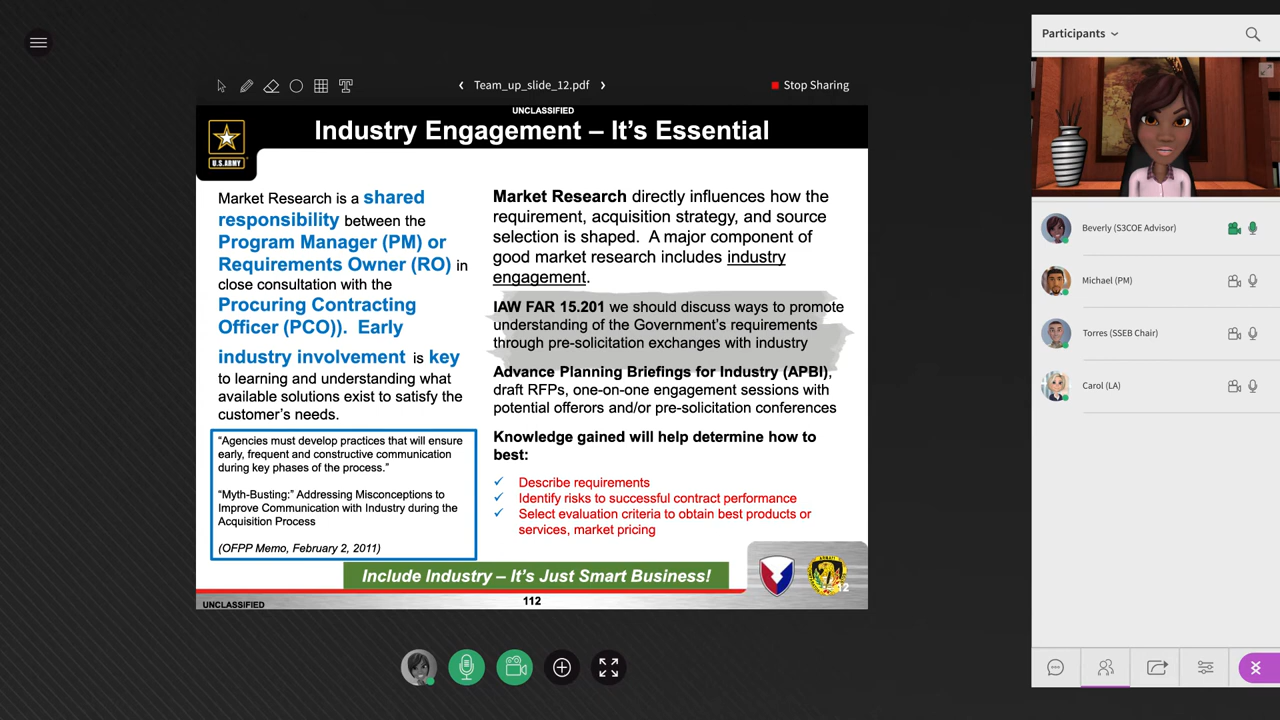 Participants
Team_up_slide_12.pdf
Stop Sharing
UNCLASSIFIED
Industry Engagement – It's Essential
U.S.ARMY
Market Research is a shared
responsibility between the
Program Manager (PM) or
Requirements Owner (RO) in
close consultation with the
Procuring Contracting
Officer (PCO)). Early
industry involvement is key
to learning and understanding what
available solutions exist to satisfy the
customer's needs.
"Agencies must develop practices that will ensure
early, frequent and constructive communication
during key phases of the process."
"Myth-Busting:" Addressing Misconceptions to
Improve Communication with Industry during the
Acquisition Process
(OFPP Memo, February 2, 2011)
Market Research directly influences how the
requirement, acquisition strategy, and source
selection is shaped. A major component of
good market research includes industry
engagement.
IAW FAR 15.201 we should discuss ways to promote
understanding of the Government's requirements
through pre-solicitation exchanges with industry
Advance Planning Briefings for Industry (APBI),
draft RFPs, one-on-one engagement sessions with
potential offerors and/or pre-solicitation conferences
Knowledge gained will help determine how to
best:
Describe requirements
Identify risks to successful contract performance
Select evaluation criteria to obtain best products or
services, market pricing
Include Industry – It's Just Smart Business!
12
UNCLASSIFIED
112
Beverly (S3COE Advisor)
Michael (PM)
Torres (SSEB Chair)
Carol (LA)